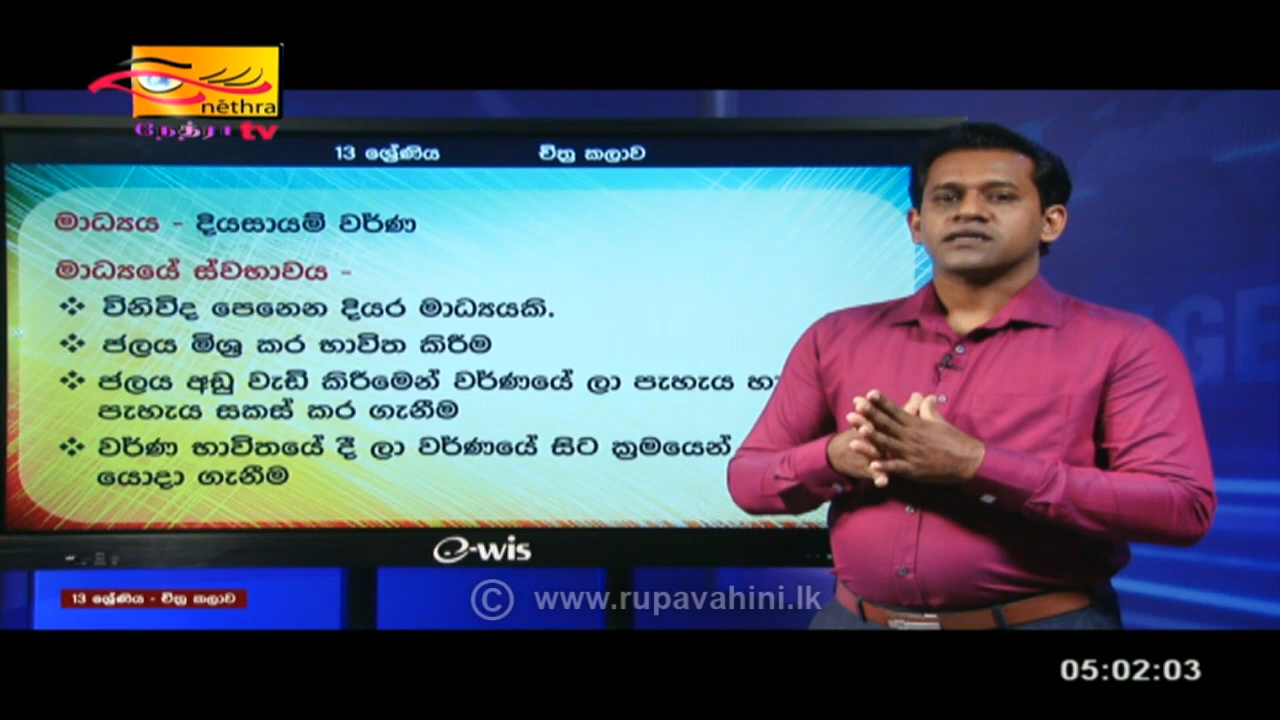 nēthra
நேத்ரா tv
13 ශ්‍රේණිය චිත්‍ර කලාව
මාධ්‍යය - දියසායම් වර්ණ
මාධ්‍යයේ ස්වභාවය -
❖ විනිවිද පෙනෙන දියර මාධ්‍යයකි.
❖ ජලය මිශ්‍ර කර භාවිත කිරීම
❖ ජලය අඩු වැඩි කිරීමෙන් වර්ණයේ ලා පැහැය
පැහැය සකස් කර ගැනීම
❖ වර්ණ භාවිතයේ දී ලා වර්ණයේ සිට ක්‍රමයෙන්
යොදා ගැනීම
e-wis
13 ශ්‍රේණිය - චිත්‍ර කලාව
© www.rupavahini.lk
05:02:03